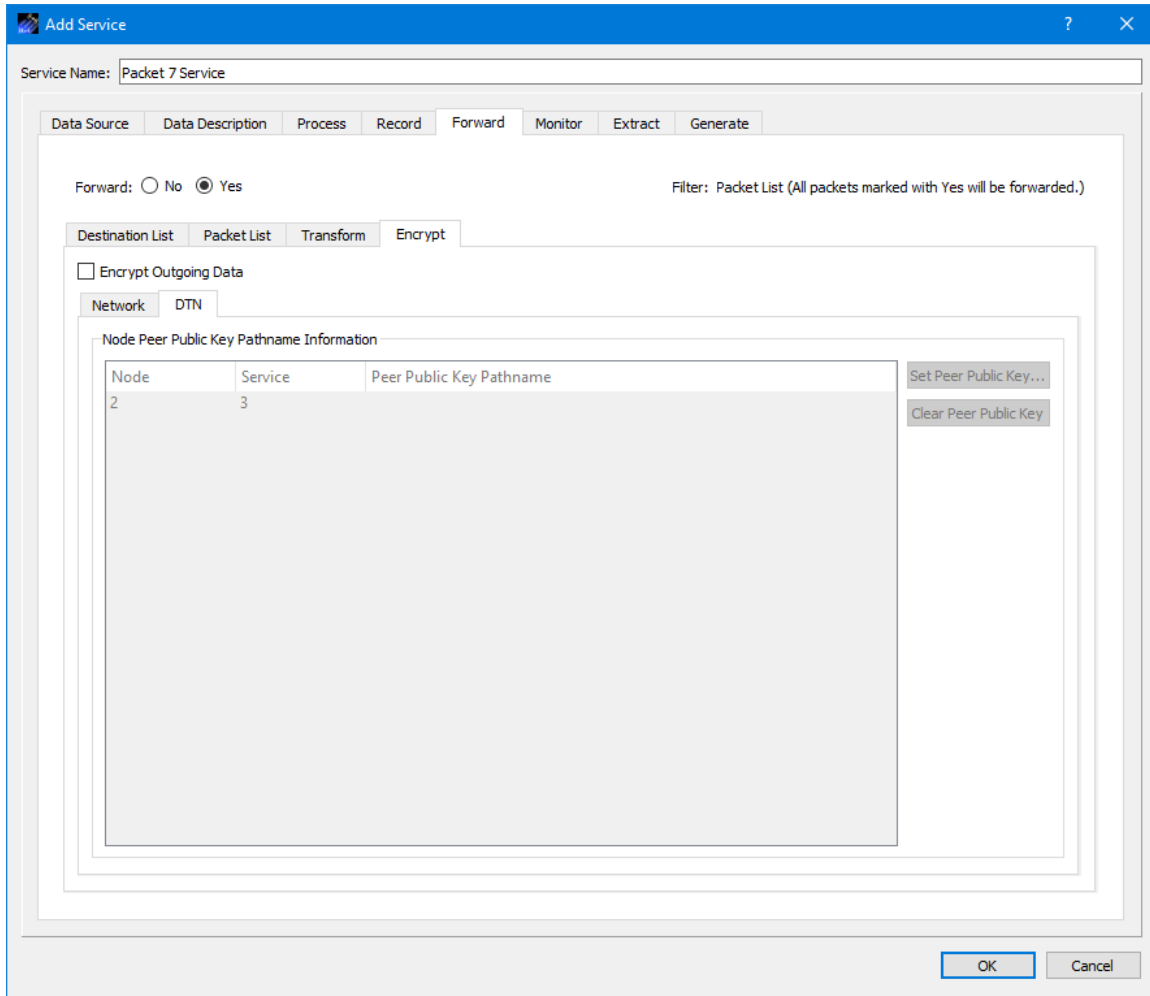 Add Service
Service Name: Packet 7 Service
Data Source Data Description Process Record Forward Monitor Extract Generate
Forward: No Yes Filter: Packet List (All packets marked with Yes will be forwarded.)
Destination List Packet List Transform Encrypt
Encrypt Outgoing Data
Network DTN
Node Peer Public Key Pathname Information
Node Service Peer Public Key Pathname Set Peer Public Key...
2 3 Clear Peer Public Key
OK Cancel